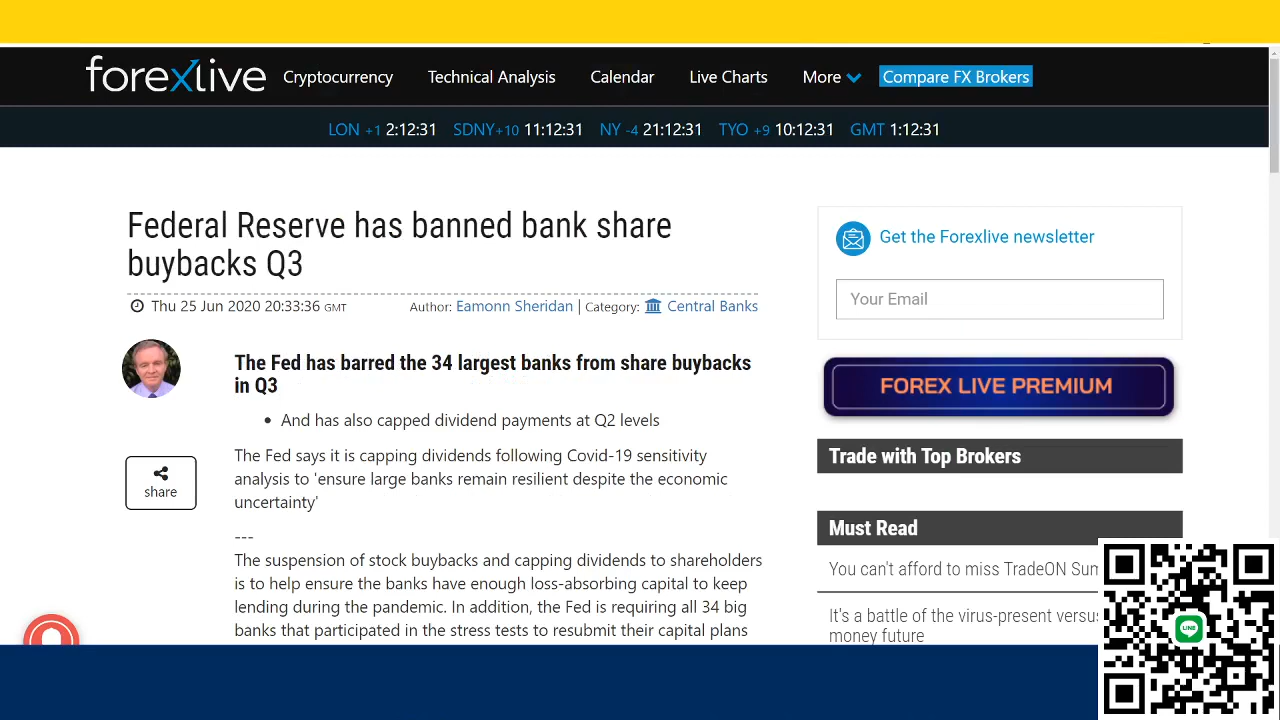 forexlive Cryptocurrency Technical Analysis Calendar Live Charts More Compare FX Brokers
LON +1 2:12:31 SDNY+10 11:12:31 NY -4 21:12:31 TYO +9 10:12:31 GMT 1:12:31
Federal Reserve has banned bank share
buybacks Q3
Thu 25 Jun 2020 20:33:36 GMT Author: Eamonn Sheridan | Category: Central Banks
The Fed has barred the 34 largest banks from share buybacks
in Q3
• And has also capped dividend payments at Q2 levels
The Fed says it is capping dividends following Covid-19 sensitivity
analysis to 'ensure large banks remain resilient despite the economic
uncertainty'
---
The suspension of stock buybacks and capping dividends to shareholders
is to help ensure the banks have enough loss-absorbing capital to keep
lending during the pandemic. In addition, the Fed is requiring all 34 big
banks that participated in the stress tests to resubmit their capital plans
share
Get the Forexlive newsletter
Your Email
FOREX LIVE PREMIUM
Trade with Top Brokers
Must Read
You can't afford to miss TradeON Sum
It's a battle of the virus-present versus
money future
LINE